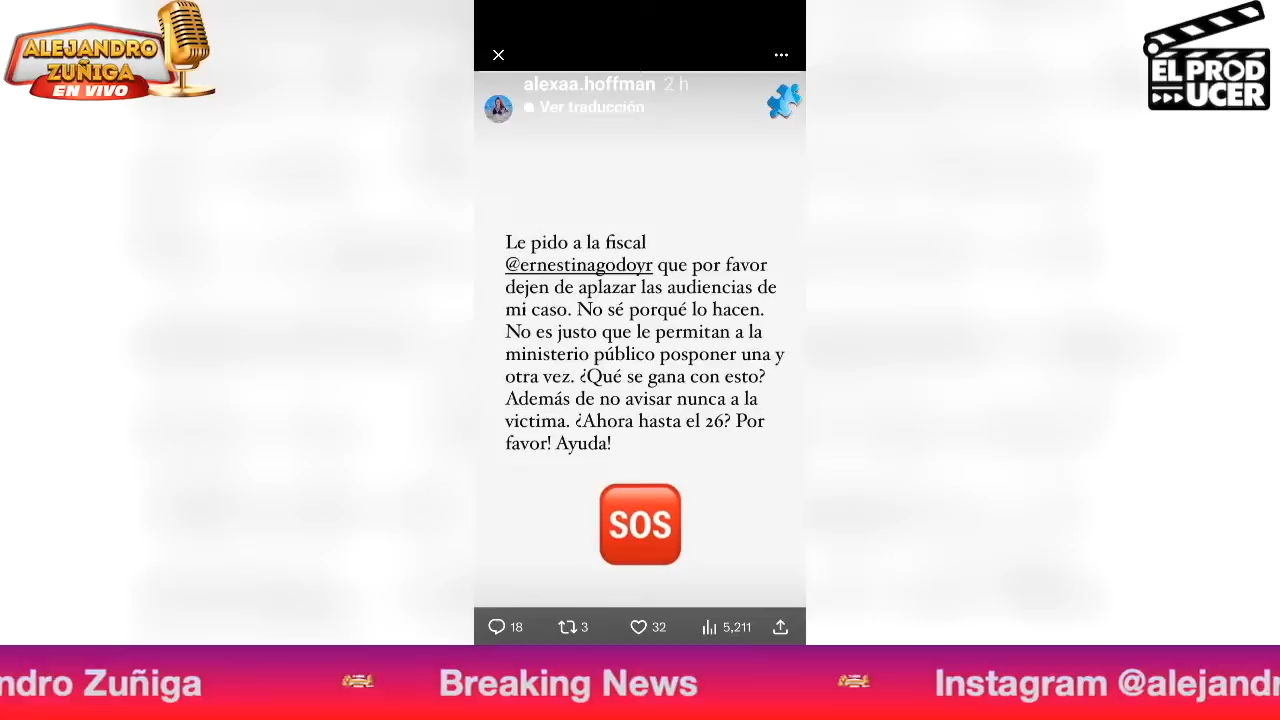 ALEJANDRO
ZUÑIGA
EN VIVO
EL PROD
UCER
alexaa.hoffman 2 h
Ver traducción
Le pido a la fiscal
@ernestinagodoyr que por favor
dejen de aplazar las audiencias de
mi caso. No sé porqué lo hacen.
No es justo que le permitan a la
ministerio público posponer una y
otra vez. ¿Qué se gana con esto?
Además de no avisar nunca a la
victima. ¿Ahora hasta el 26? Por
favor! Ayuda!
SOS
18 3 32 5,211
ndro Zuñiga Breaking News Instagram @alejand